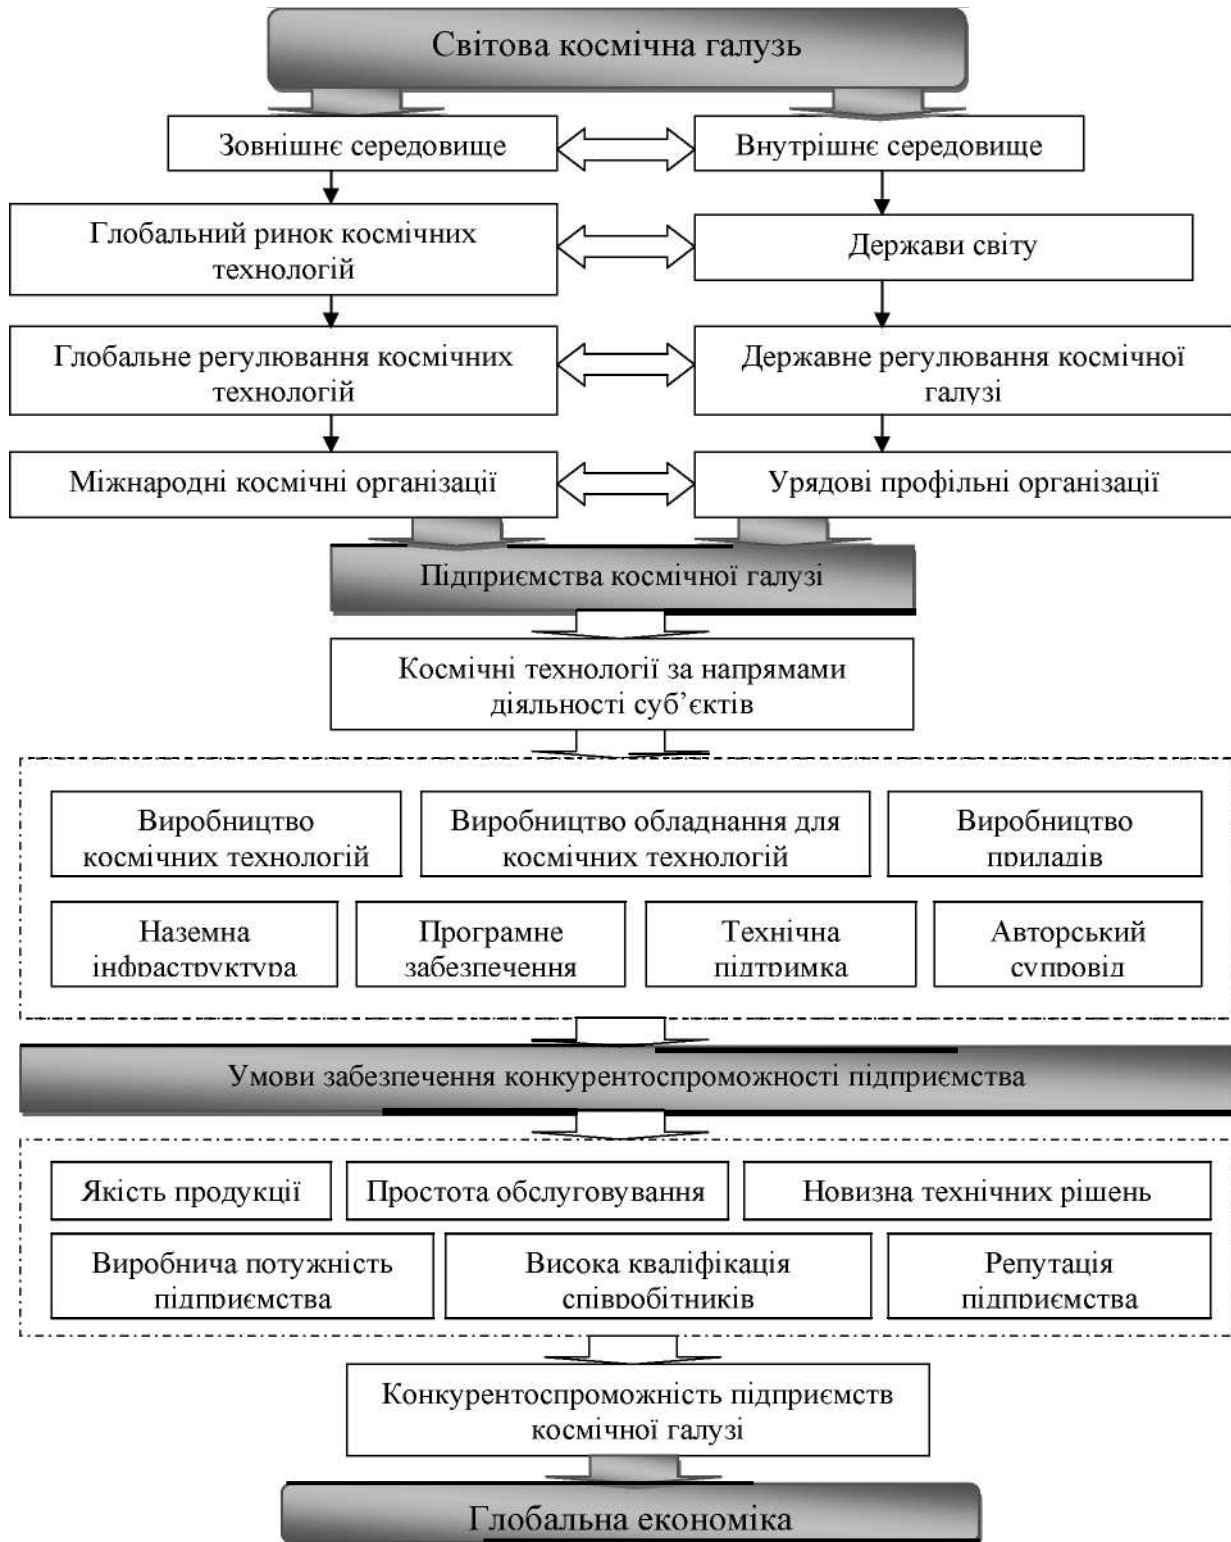 Світова космічна галузь
Зовнішнє середовище
Внутрішнє середовище
Глобальний ринок космічних
технологій
Держави світу
Глобальне регулювання космічних
технологій
Державне регулювання космічної
галузі
Міжнародні космічні організації
Урядові профільні організації
Підприємства космічної галузі
Космічні технології за напрямами
діяльності суб’єктів
Виробництво
космічних технологій
Виробництво обладнання для
космічних технологій
Виробництво
приладів
Наземна
інфраструктура
Програмне
забезпечення
Технічна
підтримка
Авторський
супровід
Умови забезпечення конкурентоспроможності підприємства
Якість продукції
Простота обслуговування
Новизна технічних рішень
Виробнича потужність
підприємства
Висока кваліфікація
співробітників
Репутація
підприємства
Конкурентоспроможність підприємств
космічної галузі
Глобальна економіка